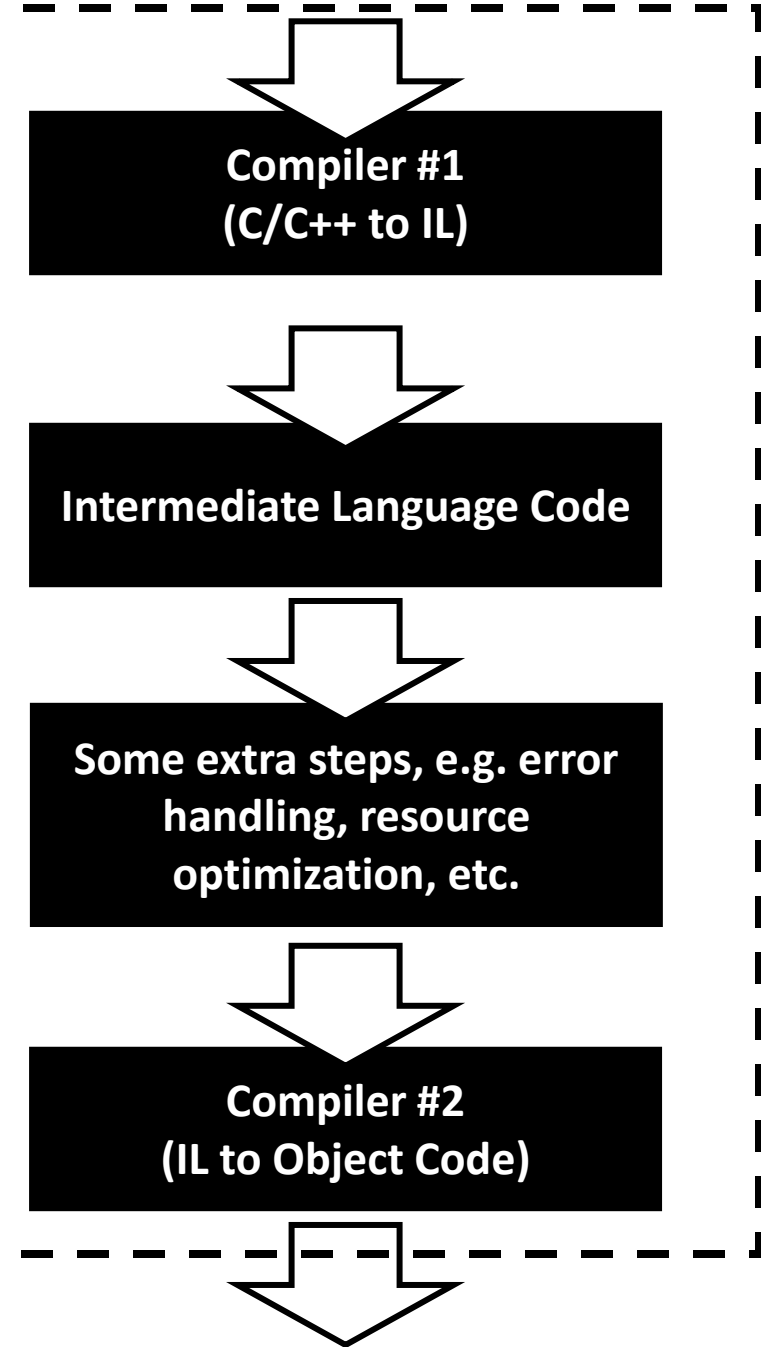 Compiler #1
(C/C++ to IL)
Intermediate Language Code
Some extra steps, e.g. error
handling, resource
optimization, etc.
Compiler #2
(IL to Object Code)